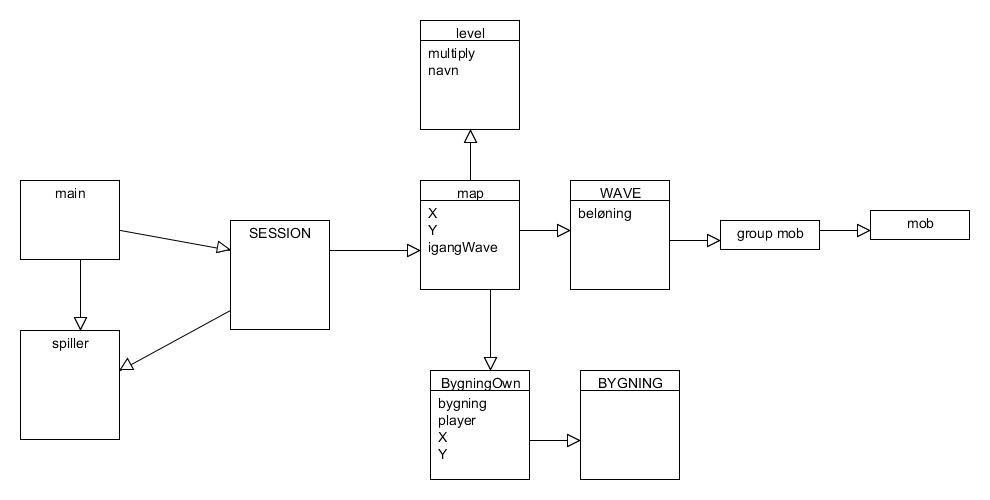 level
multiply
navn
main
SESSION
map
X
Y
igangWave
WAVE
beløning
group mob
mob
spiller
BygningOwn
bygning
player
X
Y
BYGNING